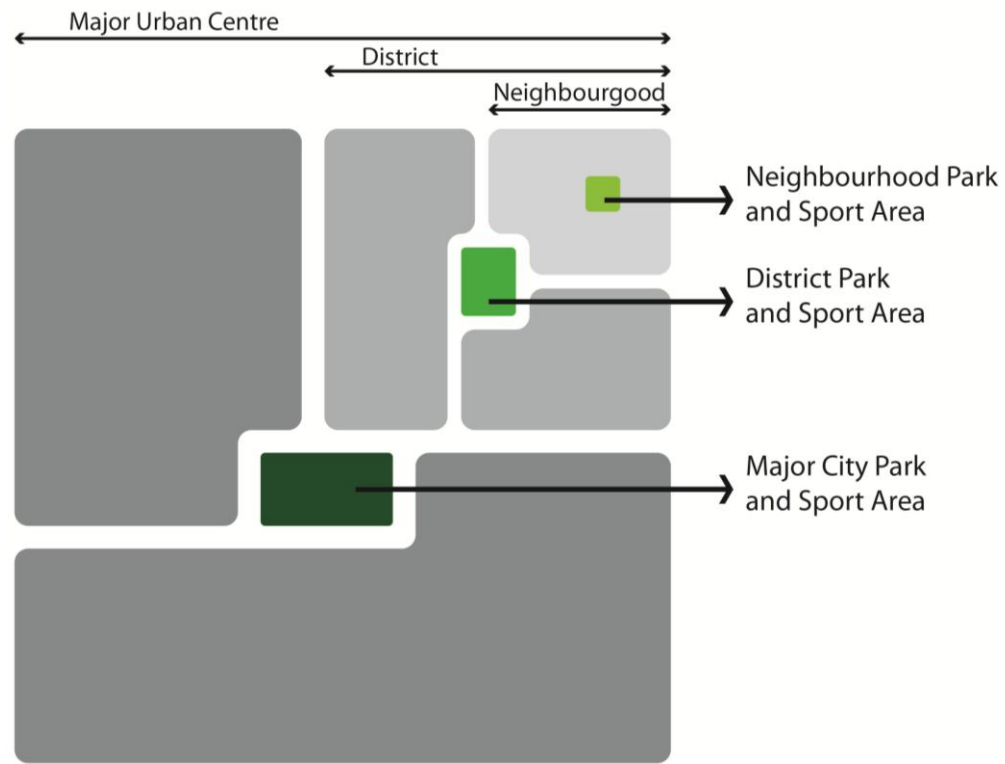 Major Urban Centre
District
Neighbourgood
Neighbourhood Park
and Sport Area
District Park
and Sport Area
Major City Park
and Sport Area